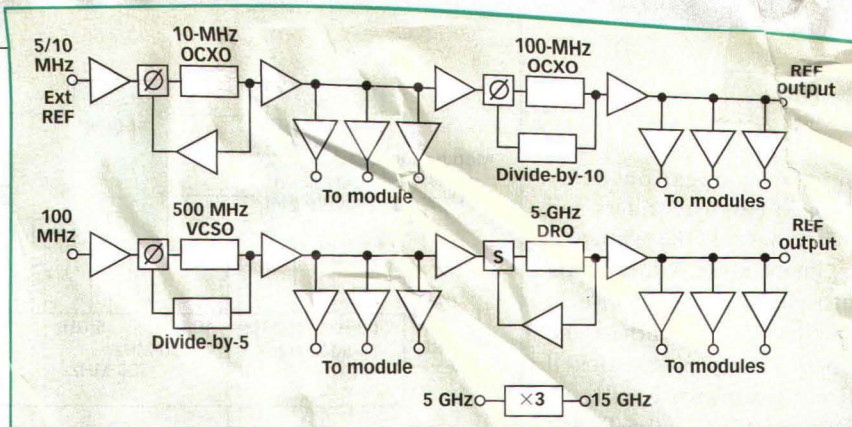 5/10
MHz
Ext
REF
Ø
10-MHz
OCXO
To module
Ø
100-MHz
OCXO
Divide-by-10
To modules
REF
output
100
MHz
Ø
500 MHz
VCSO
Divide-by-5
To module
S
5-GHz
DRO
To modules
REF
output
5 GHz
×3
15 GHz